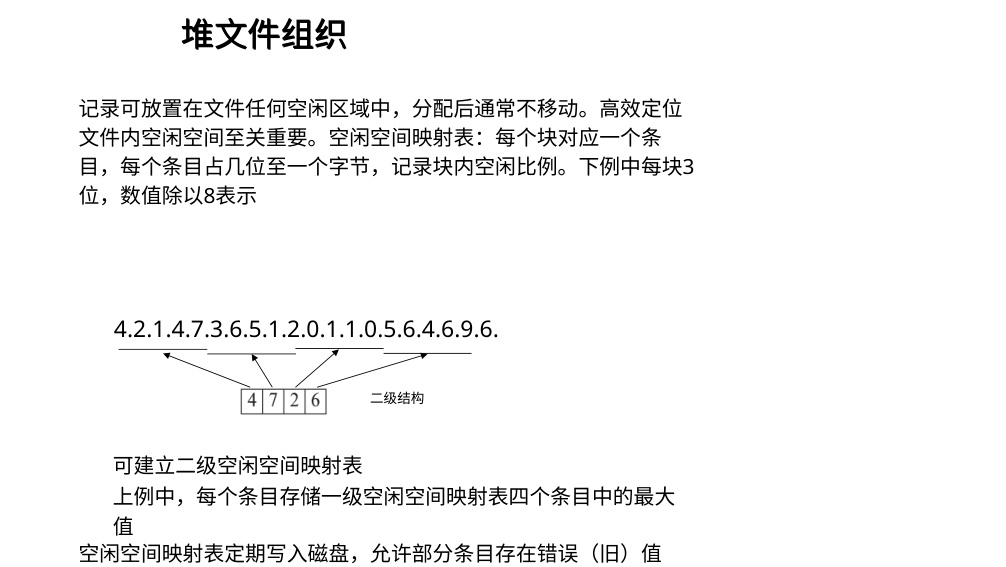 堆文件组织
记录可放置在文件任何空闲区域中，分配后通常不移动。高效定位
文件内空闲空间至关重要。空闲空间映射表：每个块对应一个条
目，每个条目占几位至一个字节，记录块内空闲比例。下例中每块3
位，数值除以8表示
4.2.1.4.7.3.6.5.1.2.0.1.1.0.5.6.4.6.9.6.
4 7 2 6
二级结构
可建立二级空闲空间映射表
上例中，每个条目存储一级空闲空间映射表四个条目中的最大
值
空闲空间映射表定期写入磁盘，允许部分条目存在错误（旧）值